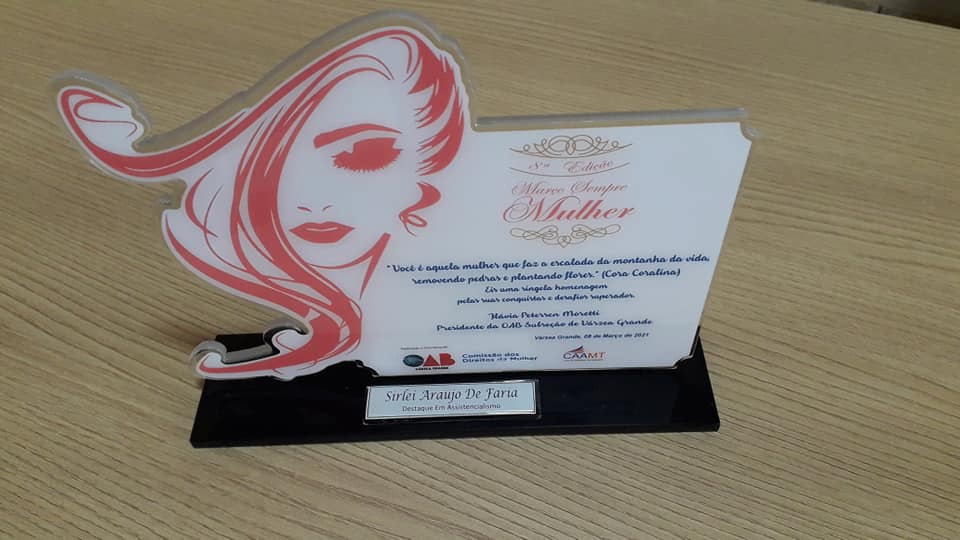 8ª Edição
Março Sempre
Mulher
"Você é aquela mulher que faz a escalada da montanha da vida,
removendo pedras e plantando flores." (Cora Coralina)
Eis uma singela homenagem
pelas suas conquistas e desafios superados.
Flávia Petersen Moretti
Presidente da OAB Subseção de Várzea Grande
Várzea Grande, 08 de Março de 2021
OAB
VÁRZEA GRANDE
Comissão dos
Direitos da Mulher
CAAMT
Sirlei Araujo De Faria
Destaque Em Assistencialismo